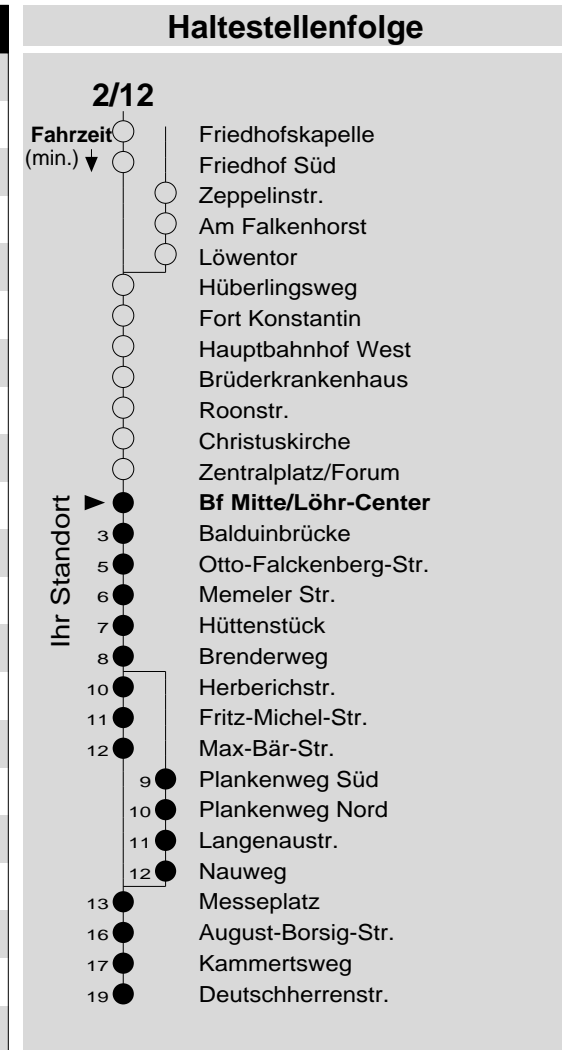 Haltestellenfolge
2/12
Fahrzeit
(min.)
Friedhofskapelle
Friedhof Süd
Zeppelinstr.
Am Falkenhorst
Löwentor
Hüberlingsweg
Fort Konstantin
Hauptbahnhof West
Brüderkrankenhaus
Roonstr.
Christuskirche
Zentralplatz/Forum
Ihr Standort
Bf Mitte/Löhr-Center
3 Balduinbrücke
5 Otto-Falckenberg-Str.
6 Memeler Str.
7 Hüttenstück
8 Brenderweg
10 Herberichstr.
11 Fritz-Michel-Str.
12 Max-Bär-Str.
9 Plankenweg Süd
10 Plankenweg Nord
11 Langenaustr.
12 Nauweg
13 Messeplatz
16 August-Borsig-Str.
17 Kammertsweg
19 Deutschherrenstr.